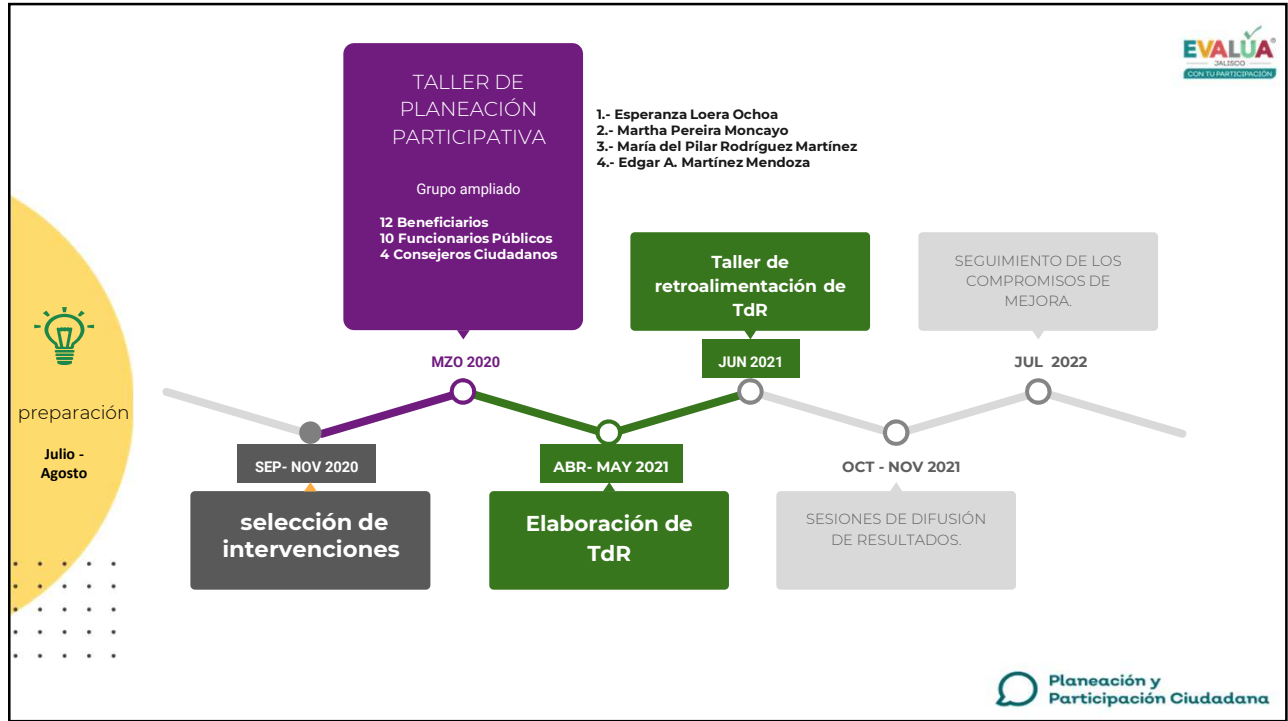 EVALÚA
JALISCO
CON TU PARTICIPACIÓN
TALLER DE
PLANEACIÓN
PARTICIPATIVA
Grupo ampliado
12 Beneficiarios
10 Funcionarios Públicos
4 Consejeros Ciudadanos
1.- Esperanza Loera Ochoa
2.- Martha Pereira Moncayo
3.- María del Pilar Rodríguez Martínez
4.- Edgar A. Martínez Mendoza
Taller de
retroalimentación de
TdR
SEGUIMIENTO DE LOS
COMPROMISOS DE
MEJORA.
MZO 2020
JUN 2021
JUL 2022
preparación
Julio -
Agosto
SEP- NOV 2020
ABR- MAY 2021
OCT - NOV 2021
selección de
intervenciones
Elaboración de
TdR
SESIONES DE DIFUSIÓN
DE RESULTADOS.
Planeación y
Participación Ciudadana